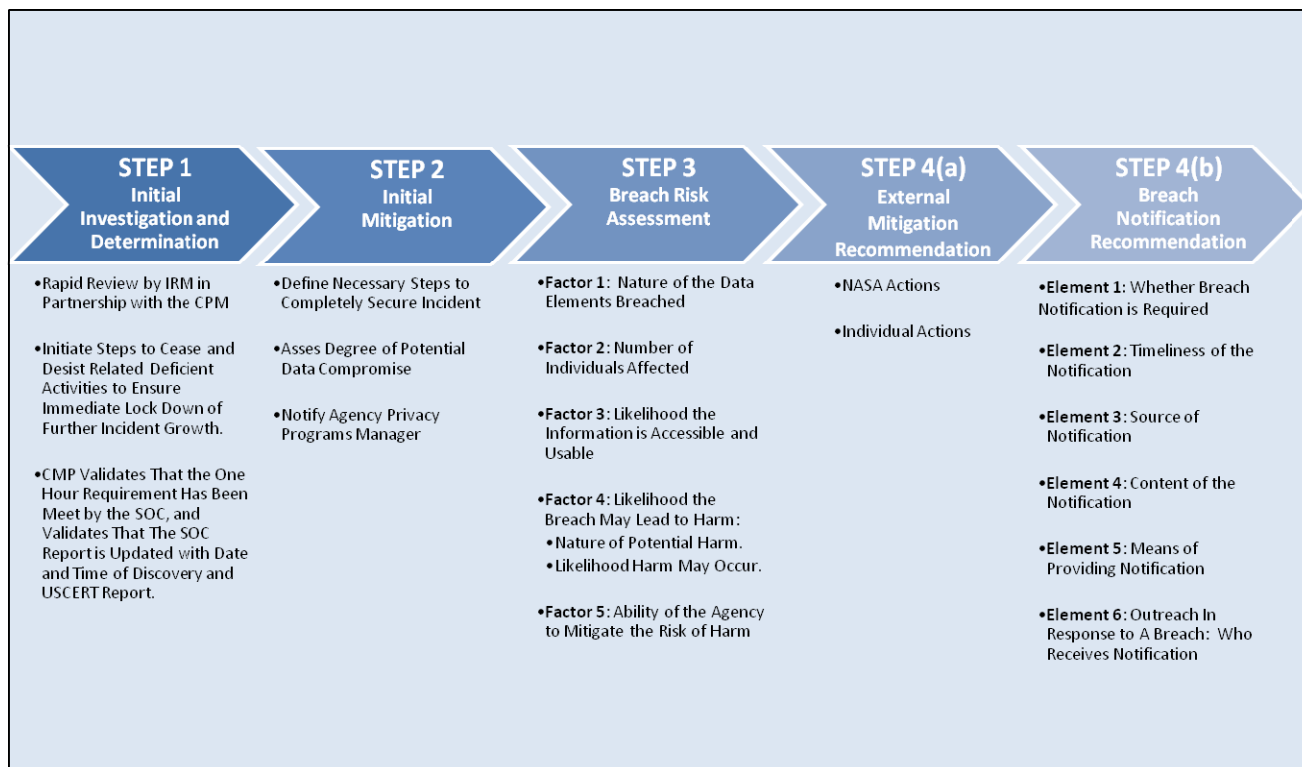 STEP 1
Initial
Investigation and
Determination
•Rapid Review by IRM in
Partnership with the CPM
•Initiate Steps to Cease and
Desist Related Deficient
Activities to Ensure
Immediate Lock Down of
Further Incident Growth.
•CMP Validates That the One
Hour Requirement Has Been
Meet by the SOC, and
Validates That The SOC
Report is Updated with Date
and Time of Discovery and
USCERT Report.
STEP 2
Initial
Mitigation
•Define Necessary Steps to
Completely Secure Incident
•Asses Degree of Potential
Data Compromise
•Notify Agency Privacy
Programs Manager
STEP 3
Breach Risk
Assessment
•Factor 1: Nature of the Data
Elements Breached
•Factor 2: Number of
Individuals Affected
•Factor 3: Likelihood the
Information is Accessible and
Usable
•Factor 4: Likelihood the
Breach May Lead to Harm:
•Nature of Potential Harm.
•Likelihood Harm May Occur.
•Factor 5: Ability of the Agency
to Mitigate the Risk of Harm
STEP 4(a)
External
Mitigation
Recommendation
•NASA Actions
•Individual Actions
STEP 4(b)
Breach
Notification
Recommendation
•Element 1: Whether Breach
Notification is Required
•Element 2: Timeliness of the
Notification
•Element 3: Source of
Notification
•Element 4: Content of the
Notification
•Element 5: Means of
Providing Notification
•Element 6: Outreach In
Response to A Breach: Who
Receives Notification